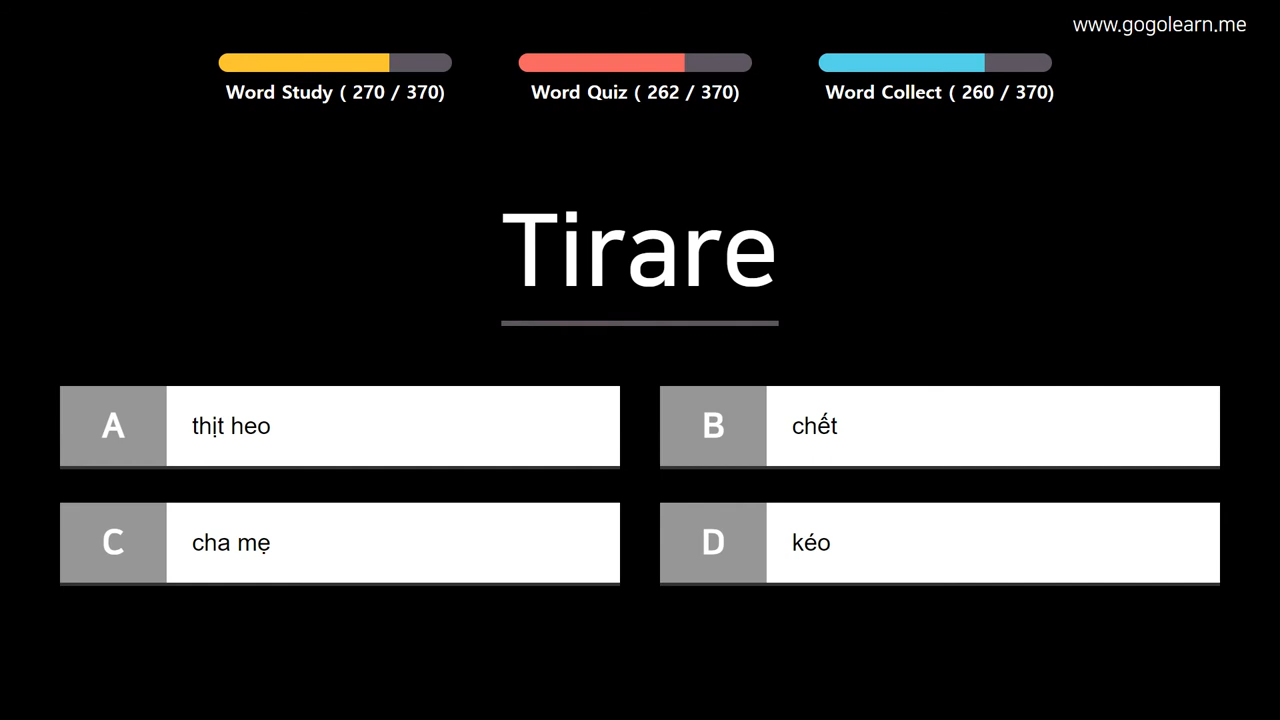 www.gogolearn.me
Word Study ( 270 / 370)
Word Quiz ( 262 / 370)
Word Collect ( 260 / 370)
Tirare
A thịt heo
B chết
C cha mẹ
D kéo